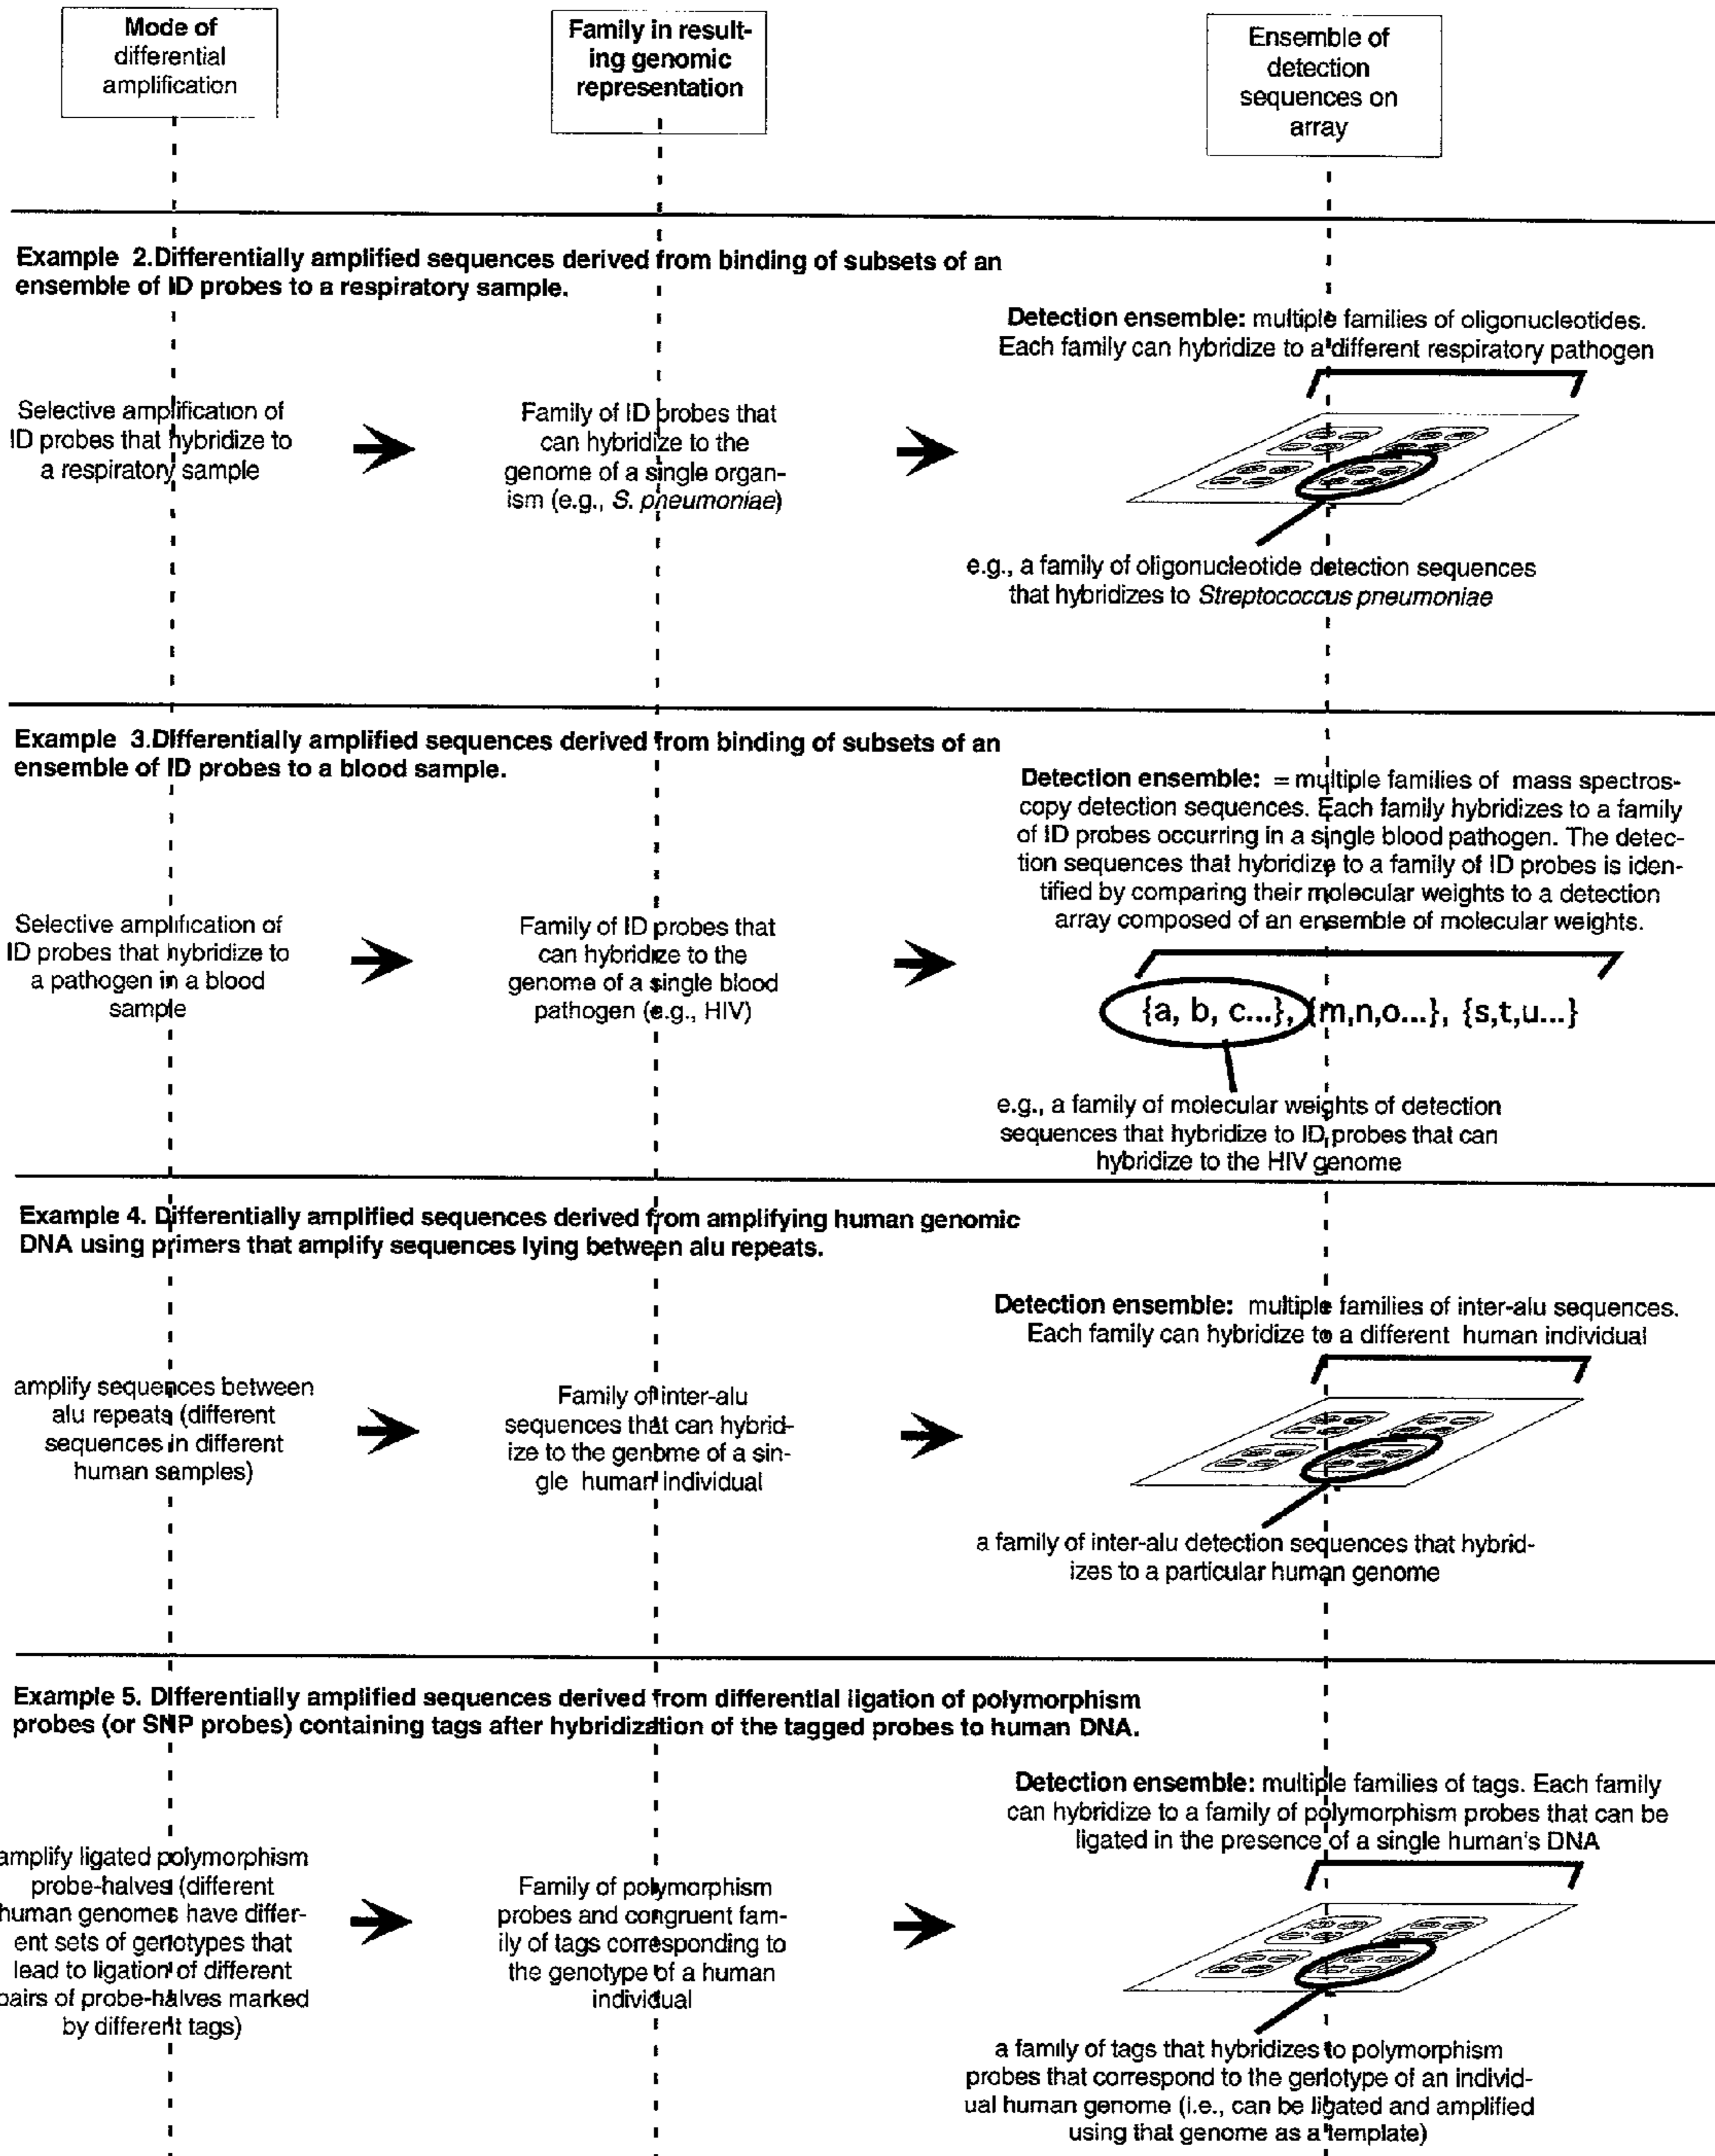 Mode of
differential
amplification
Family in result-
ing genomic
representation
Ensemble of
detection
sequences on
array
Example 2.Differentially amplified sequences derived from binding of subsets of an
ensemble of ID probes to a respiratory sample.
Detection ensemble: multiple families of oligonucleotides.
Each family can hybridize to a different respiratory pathogen
Selective amplification of
ID probes that hybridize to
a respiratory sample
Family of ID probes that
can hybridize to the
genome of a single organ-
ism (e.g., S. pneumoniae)
e.g., a family of oligonucleotide detection sequences
that hybridizes to Streptococcus pneumoniae
Example 3.Differentially amplified sequences derived from binding of subsets of an
ensemble of ID probes to a blood sample.
Detection ensemble: = multiple families of mass spectros-
copy detection sequences. Each family hybridizes to a family
of ID probes occurring in a single blood pathogen. The detec-
tion sequences that hybridize to a family of ID probes is iden-
tified by comparing their molecular weights to a detection
array composed of an ensemble of molecular weights.
Selective amplification of
ID probes that hybridize to
a pathogen in a blood
sample
Family of ID probes that
can hybridize to the
genome of a single blood
pathogen (e.g., HIV)
{a, b, c...}, {m,n,o...}, {s,t,u...}
e.g., a family of molecular weights of detection
sequences that hybridize to ID probes that can
hybridize to the HIV genome
Example 4. Differentially amplified sequences derived from amplifying human genomic
DNA using primers that amplify sequences lying between alu repeats.
Detection ensemble: multiple families of inter-alu sequences.
Each family can hybridize to a different human individual
amplify sequences between
alu repeats (different
sequences in different
human samples)
Family of inter-alu
sequences that can hybrid-
ize to the genome of a sin-
gle human individual
a family of inter-alu detection sequences that hybrid-
izes to a particular human genome
Example 5. Differentially amplified sequences derived from differential ligation of polymorphism
probes (or SNP probes) containing tags after hybridization of the tagged probes to human DNA.
Detection ensemble: multiple families of tags. Each family
can hybridize to a family of polymorphism probes that can be
ligated in the presence of a single human's DNA
amplify ligated polymorphism
probe-halves (different
human genomes have differ-
ent sets of genotypes that
lead to ligation of different
pairs of probe-halves marked
by different tags)
Family of polymorphism
probes and congruent fam-
ily of tags corresponding to
the genotype of a human
individual
a family of tags that hybridizes to polymorphism
probes that correspond to the genotype of an individ-
ual human genome (i.e., can be ligated and amplified
using that genome as a template)